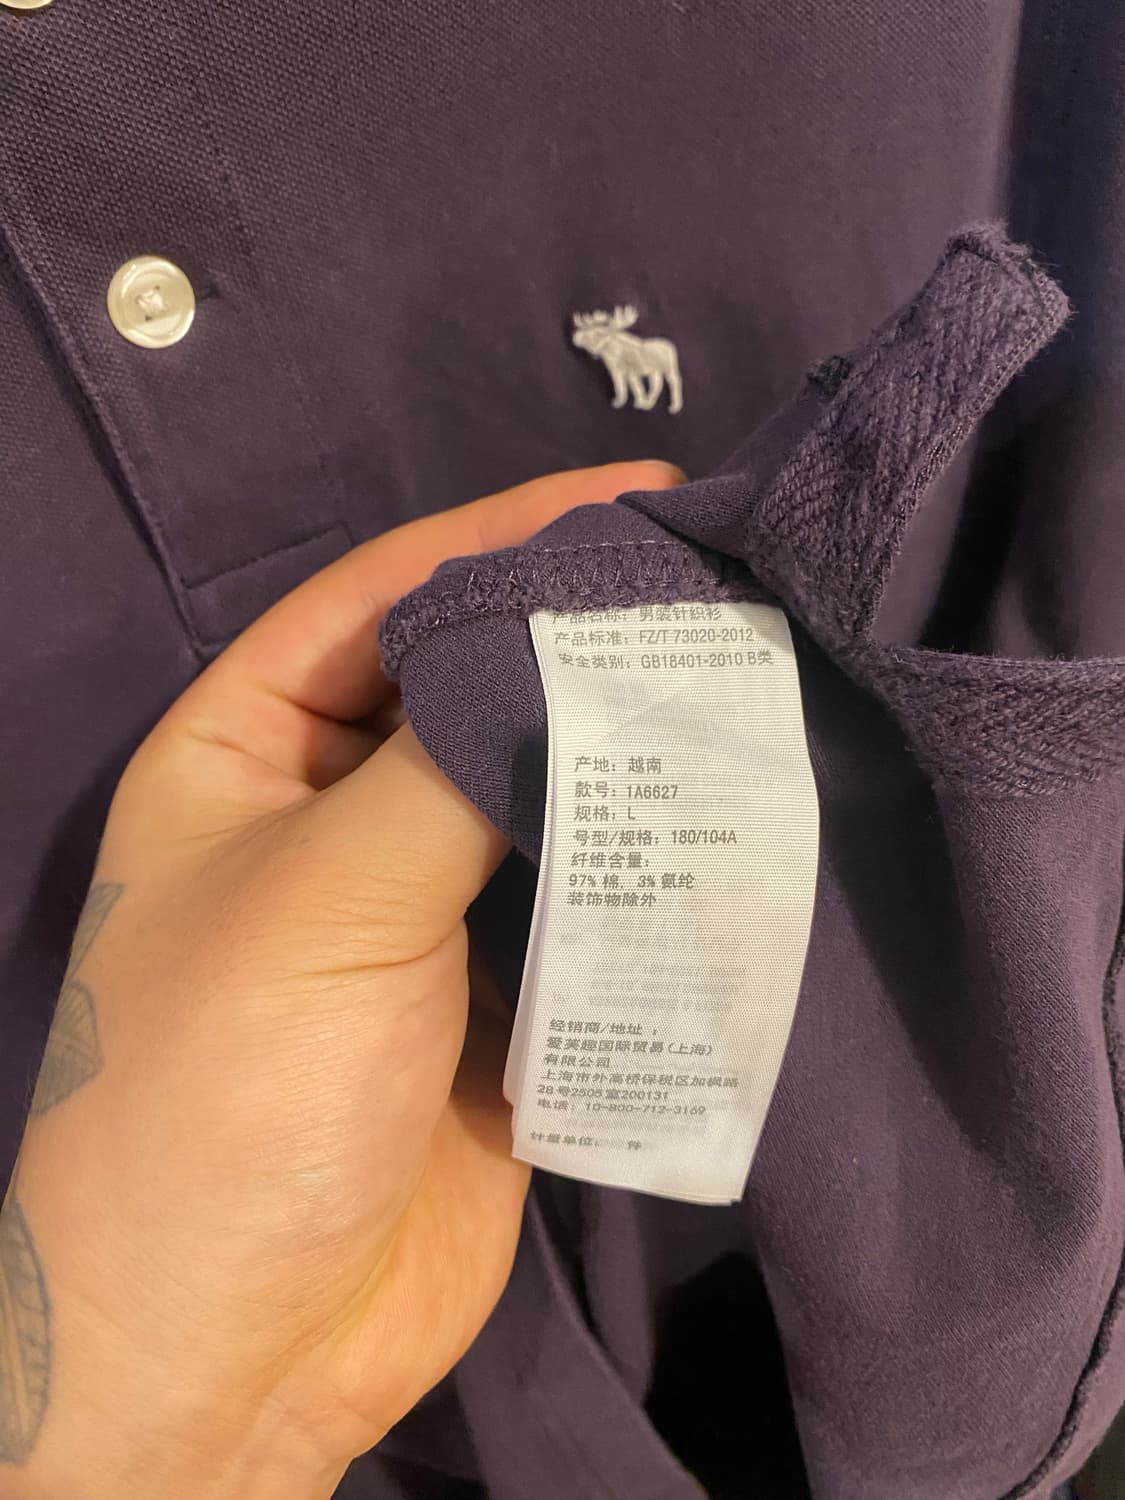 产品名称：男装针织衫
产品标准：FZ/T 73020-2012
安全类别：GB18401-2010 B类
产地：越南
款号：1A6627
规格：L
号型/规格：180/104A
纤维含量：
97% 棉，3% 氨纶
装饰物除外
经销商/地址：
爱芙趣国际贸易(上海)
有限公司
上海市外高桥保税区加枫路
28号2505室200131
电话：10-800-712-3169
计量单位： 件